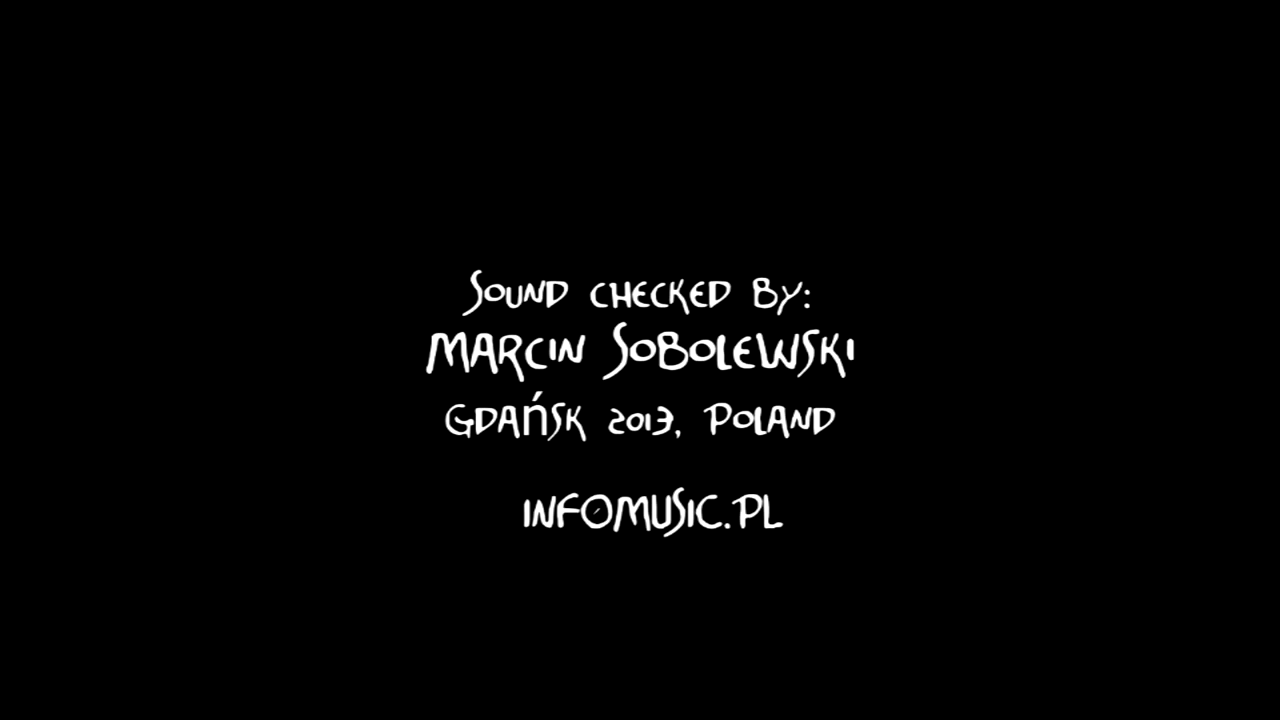 Sound checked by:
Marcin Sobolewski
Gdańsk 2013, Poland
infomusic.pl